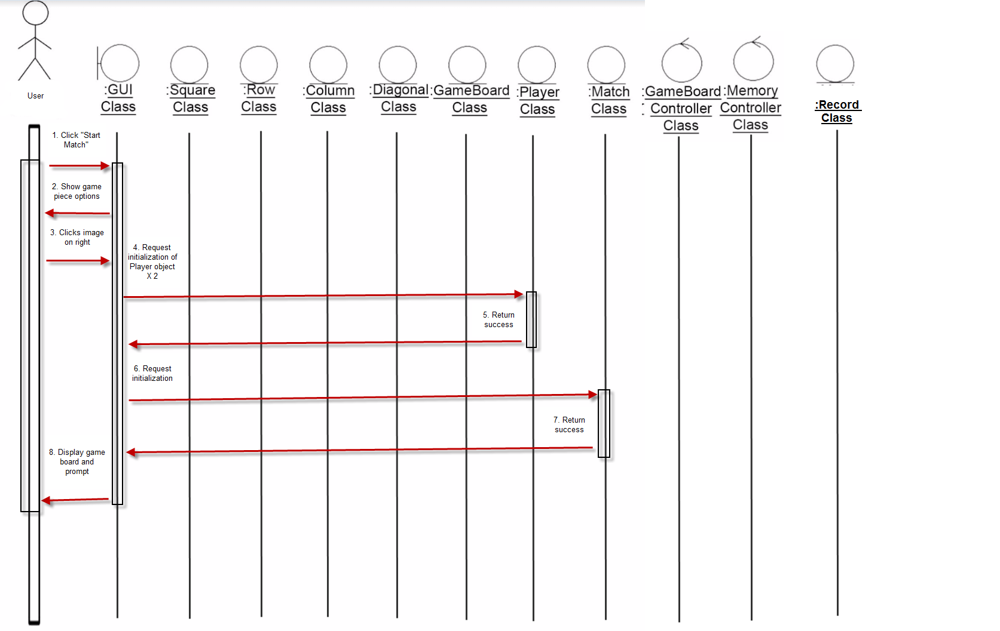 User
:GUI
Class
:Square
Class
:Row
Class
:Column
Class
:Diagonal
Class
:GameBoard
Class
:Player
Class
:Match
Class
:GameBoard
Controller
Class
:Memory
Controller
Class
:Record
Class
1. Click "Start
Match"
2. Show game
piece options
3. Clicks image
on right
4. Request
initialization of
Player object
X 2
5. Return
success
6. Request
initialization
7. Return
success
8. Display game
board and
prompt